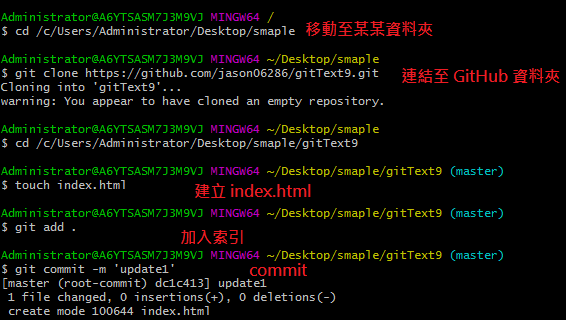 Administrator@A6YTSASM7J3M9VJ MINGW64 /
$ cd /c/Users/Administrator/Desktop/smaple 移動至某某資料夾
Administrator@A6YTSASM7J3M9VJ MINGW64 ~/Desktop/smaple
$ git clone https://github.com/jason06286/gitText9.git 連結至 GitHub 資料夾
Cloning into 'gitText9'...
warning: You appear to have cloned an empty repository.
Administrator@A6YTSASM7J3M9VJ MINGW64 ~/Desktop/smaple
$ cd /c/Users/Administrator/Desktop/smaple/gitText9
Administrator@A6YTSASM7J3M9VJ MINGW64 ~/Desktop/smaple/gitText9 (master)
$ touch index.html 建立 index.html
Administrator@A6YTSASM7J3M9VJ MINGW64 ~/Desktop/smaple/gitText9 (master)
$ git add . 加入索引
Administrator@A6YTSASM7J3M9VJ MINGW64 ~/Desktop/smaple/gitText9 (master)
$ git commit -m 'update1' commit
[master (root-commit) dc1c413] update1
1 file changed, 0 insertions(+), 0 deletions(-)
create mode 100644 index.html